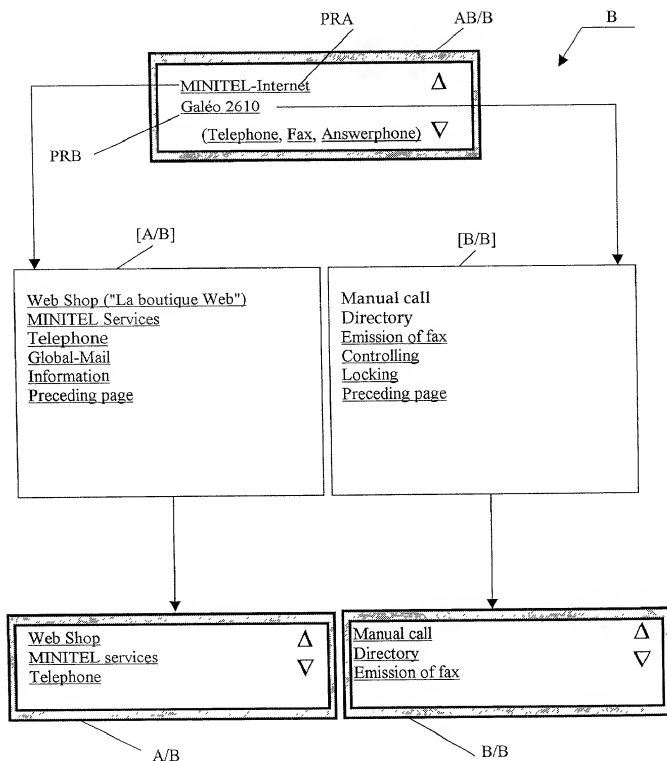 PRA
AB/B
B
MINITEL-Internet Δ
Galéo 2610
(Telephone, Fax, Answerphone) ∇
PRB
[A/B]
[B/B]
Web Shop ("La boutique Web")
MINITEL Services
Telephone
Global-Mail
Information
Preceding page
Manual call
Directory
Emission of fax
Controlling
Locking
Preceding page
Web Shop Δ
MINITEL services ∇
Telephone
Manual call Δ
Directory ∇
Emission of fax
A/B
B/B